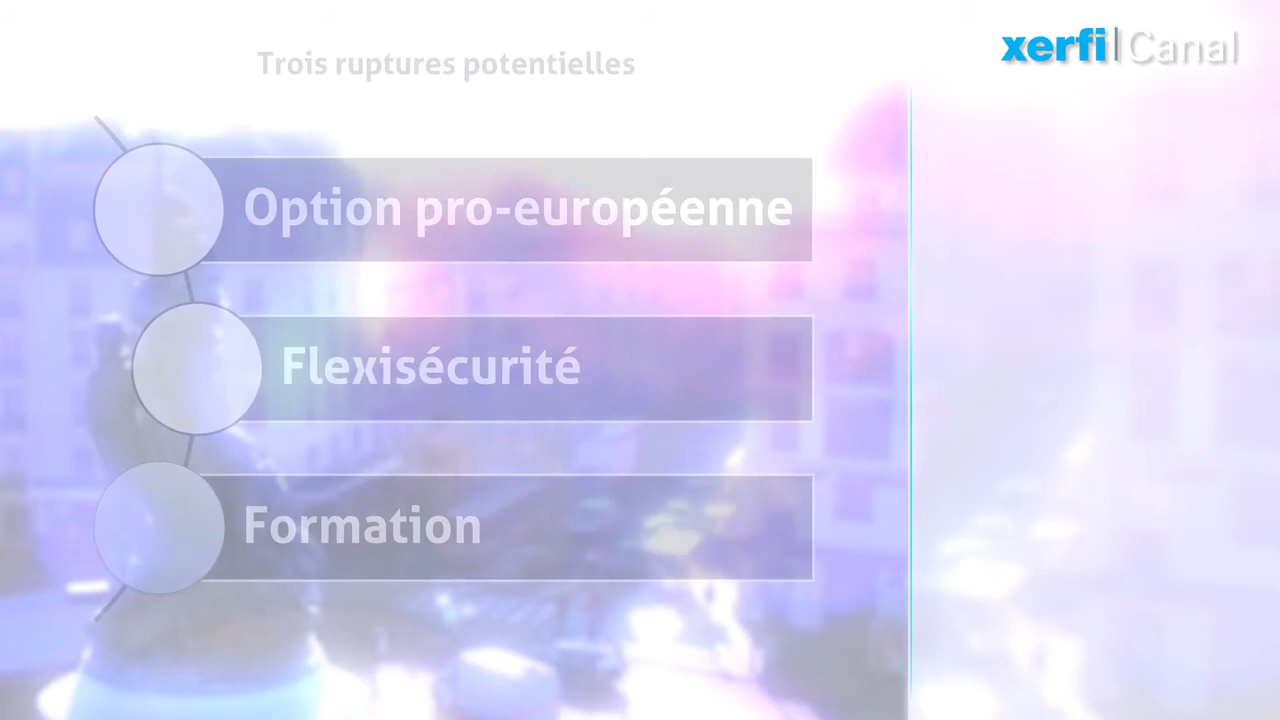 Trois ruptures potentielles
xerfi Canal
Option pro-européenne
Flexisécurité
Formation